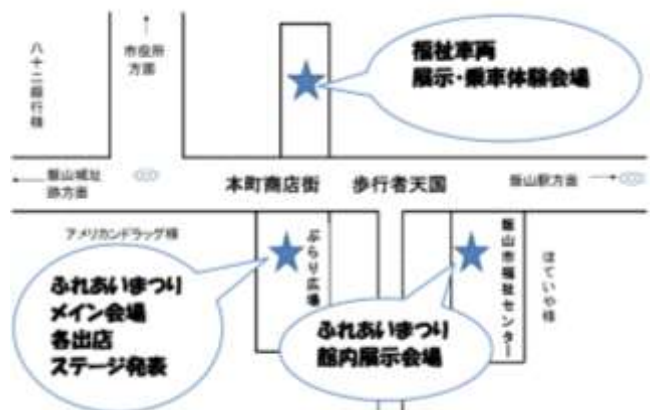 八十二銀行様
市役所
方面
福祉車両
展示・乗車体験会場
飯山城址
跡方面
本町商店街 歩行者天国
飯山駅方面
アメリカンドラッグ様
ぶらり広場
飯山市福祉センター
ほていや様
ふれあいまつり
メイン会場
各出店
ステージ発表
ふれあいまつり
館内展示会場